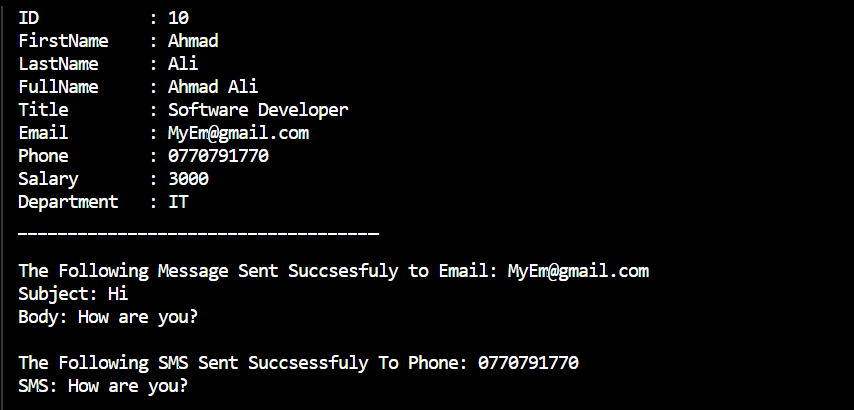 ID           : 10
FirstName    : Ahmad
LastName     : Ali
FullName     : Ahmad Ali
Title        : Software Developer
Email        : MyEm@gmail.com
Phone        : 0770791770
Salary       : 3000
Department   : IT
____________________________________
The Following Message Sent Succsesfuly to Email: MyEm@gmail.com
Subject: Hi
Body: How are you?
The Following SMS Sent Succsessfuly To Phone: 0770791770
SMS: How are you?